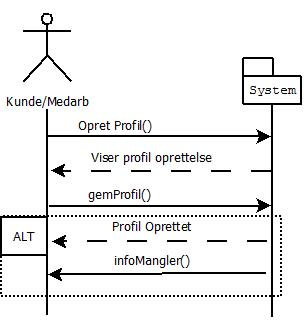 Kunde/Medarb
System
Opret Profil()
Viser profil oprettelse
gemProfil()
ALT
Profil Oprettet
infoMangler()